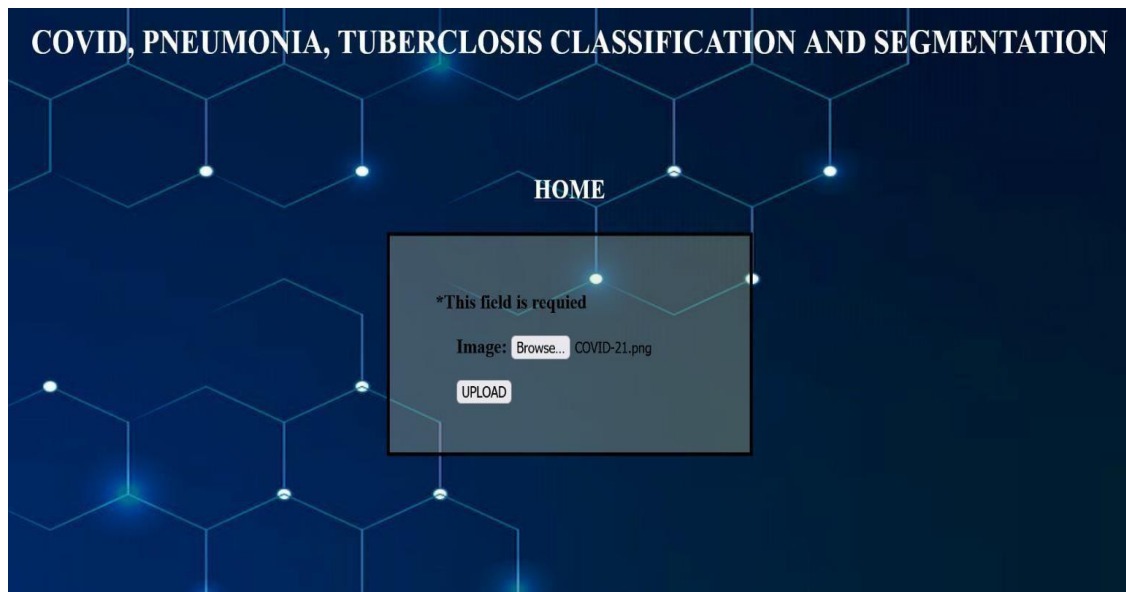 COVID, PNEUMONIA, TUBERCLOSIS CLASSIFICATION AND SEGMENTATION
HOME
*This field is requied
Image: Browse... COVID-21.png
UPLOAD